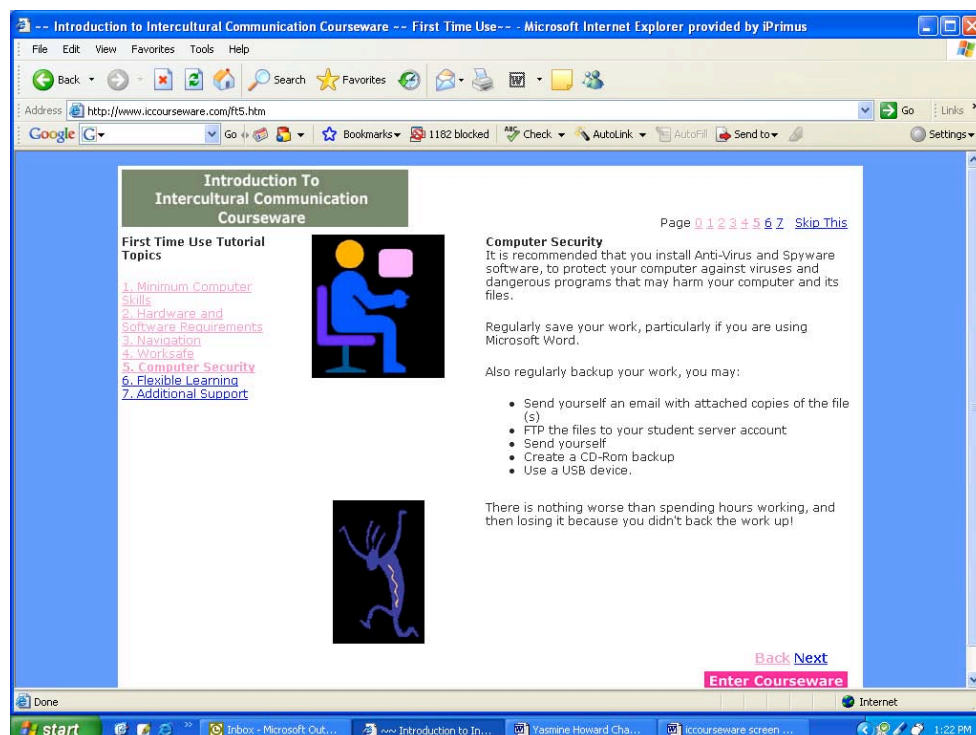 -- Introduction to Intercultural Communication Courseware -- First Time Use-- - Microsoft Internet Explorer provided by iPrimus
File Edit View Favorites Tools Help
Back Search Favorites
Address http://www.iccourseware.com/ft5.htm Go Links
Google G Go Bookmarks 1182 blocked ABC Check AutoLink AutoFill Send to Settings
Introduction To
Intercultural Communication
Courseware
Page 0 1 2 3 4 5 6 7 Skip This
First Time Use Tutorial
Topics
1. Minimum Computer
Skills
2. Hardware and
Software Requirements
3. Navigation
4. Worksafe
5. Computer Security
6. Flexible Learning
7. Additional Support
Computer Security
It is recommended that you install Anti-Virus and Spyware
software, to protect your computer against viruses and
dangerous programs that may harm your computer and its
files.
Regularly save your work, particularly if you are using
Microsoft Word.
Also regularly backup your work, you may:
Send yourself an email with attached copies of the file
(s)
FTP the files to your student server account
Send yourself
Create a CD-Rom backup
Use a USB device.
There is nothing worse than spending hours working, and
then losing it because you didn't back the work up!
Back Next
Enter Courseware
Done Internet
start Inbox - Microsoft Out... ~~ Introduction to In... Yasmine Howard Cha... iccourseware screen ... 1:22 PM